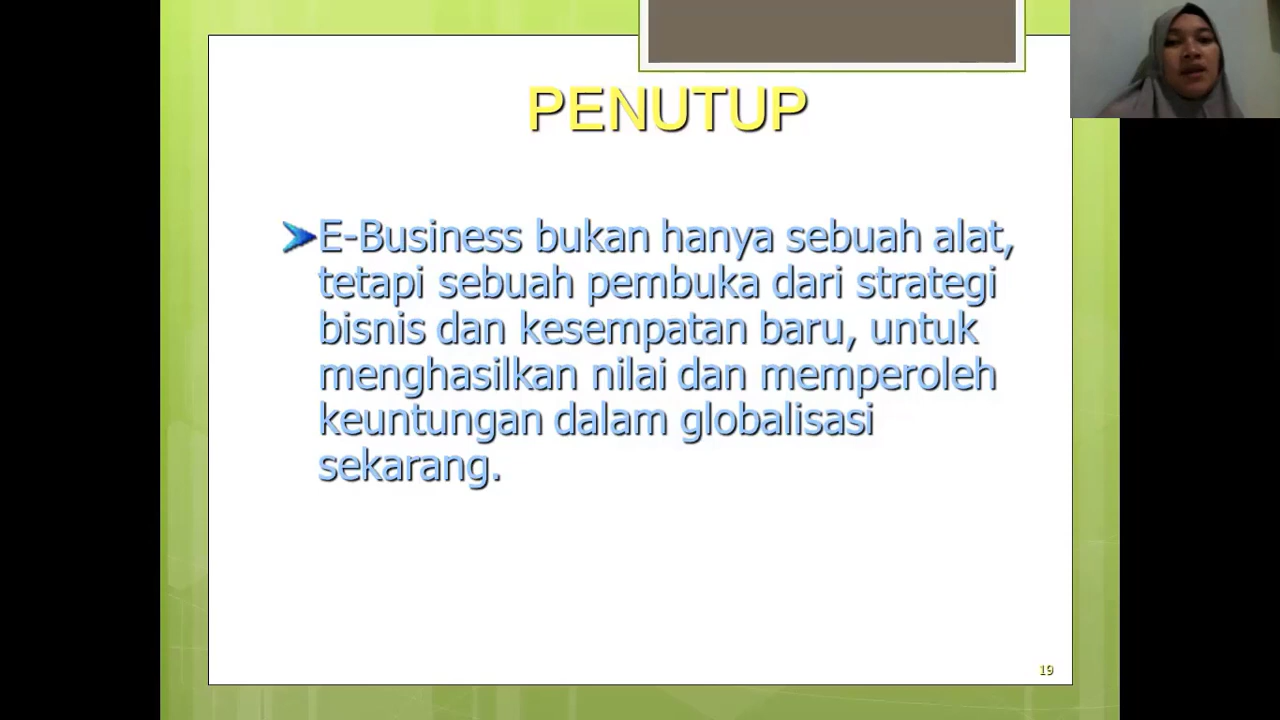 PENUTUP
E-Business bukan hanya sebuah alat,
tetapi sebuah pembuka dari strategi
bisnis dan kesempatan baru, untuk
menghasilkan nilai dan memperoleh
keuntungan dalam globalisasi
sekarang.
19